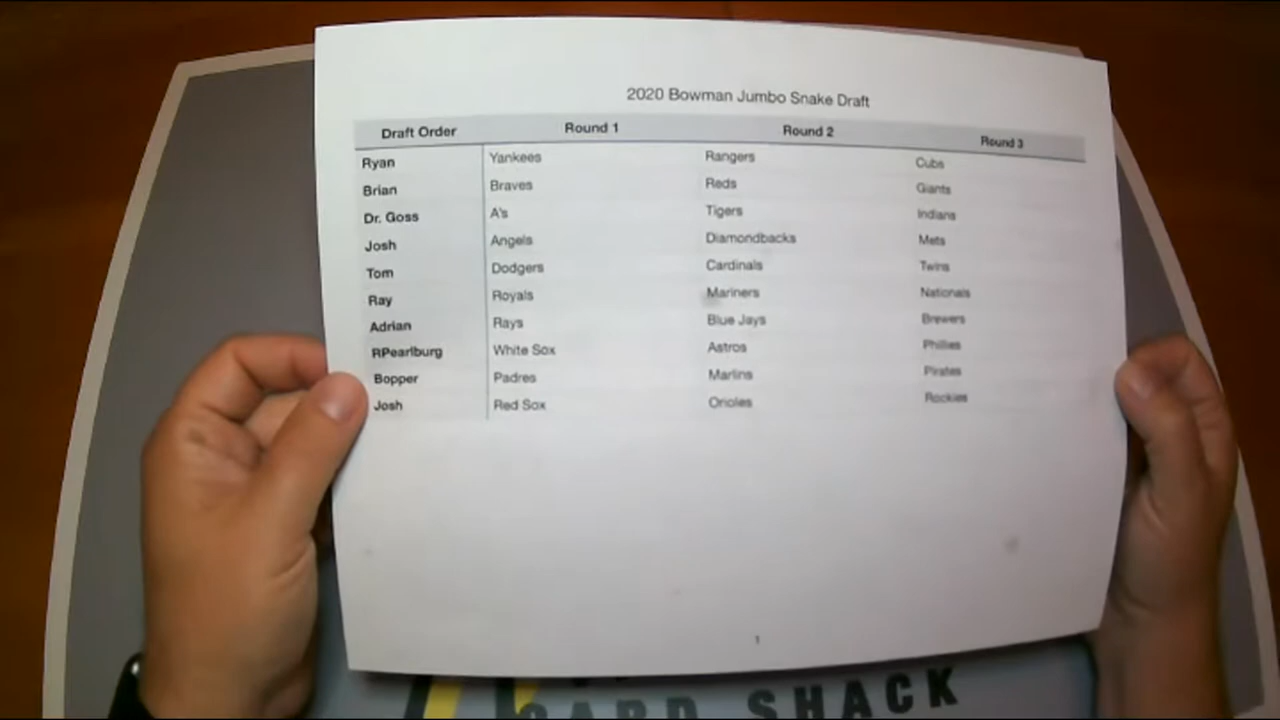 2020 Bowman Jumbo Snake Draft
Draft Order Round 1 Round 2 Round 3
Ryan Yankees Rangers Cubs
Brian Braves Reds Giants
Dr. Goss A's Tigers Indians
Josh Angels Diamondbacks Mets
Tom Dodgers Cardinals Twins
Ray Royals Mariners Nationals
Adrian Rays Blue Jays Brewers
RPearlburg White Sox Astros Phillies
Bopper Padres Marlins Pirates
Josh Red Sox Orioles Rockies
1
CARD SHACK